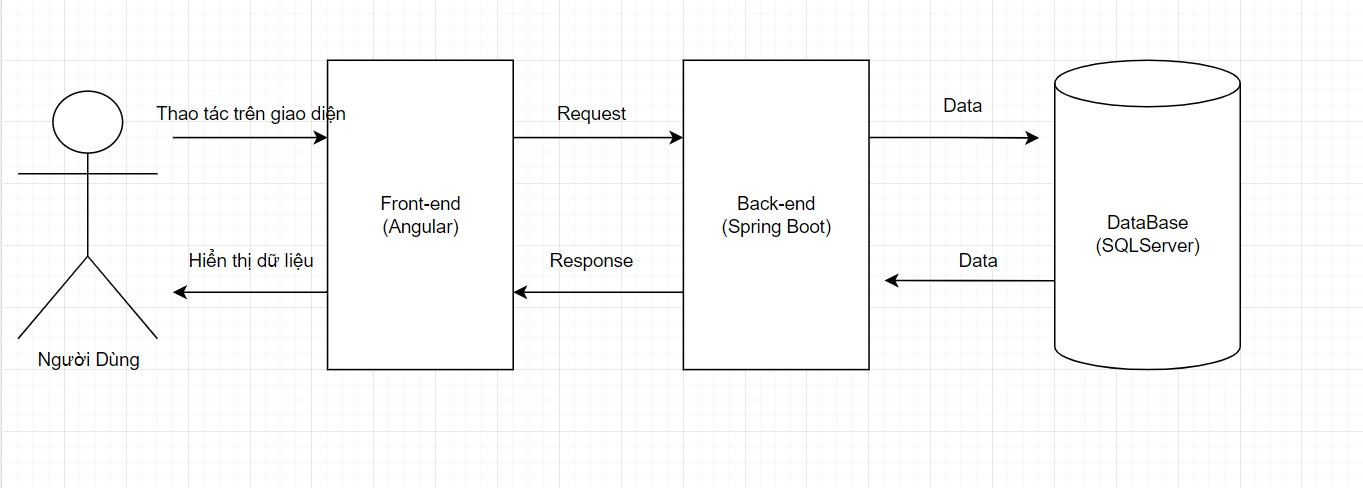 Thao tác trên giao diện
Request
Data
Front-end
(Angular)
Back-end
(Spring Boot)
DataBase
(SQLServer)
Hiển thị dữ liệu
Response
Data
Người Dùng